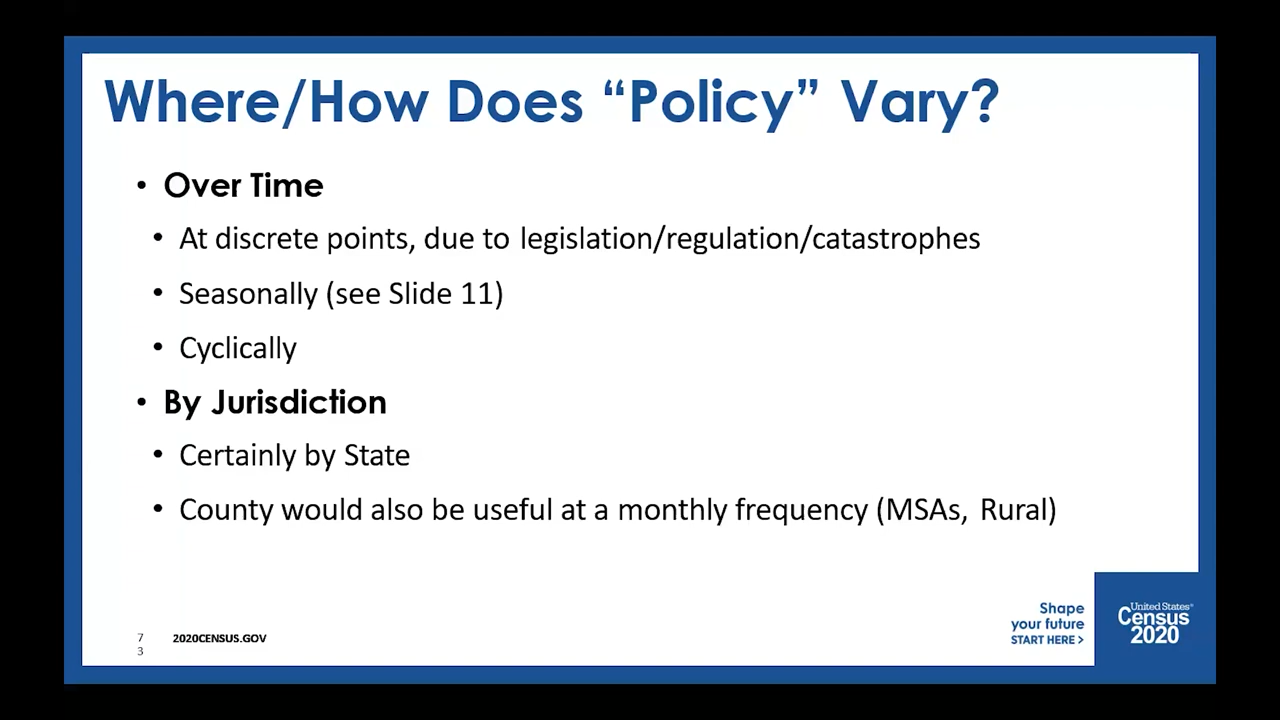 Where/How Does “Policy” Vary?
• Over Time
• At discrete points, due to legislation/regulation/catastrophes
• Seasonally (see Slide 11)
• Cyclically
• By Jurisdiction
• Certainly by State
• County would also be useful at a monthly frequency (MSAs, Rural)
7
3
2020CENSUS.GOV
Shape
your future
START HERE >
United States®
Census
2020